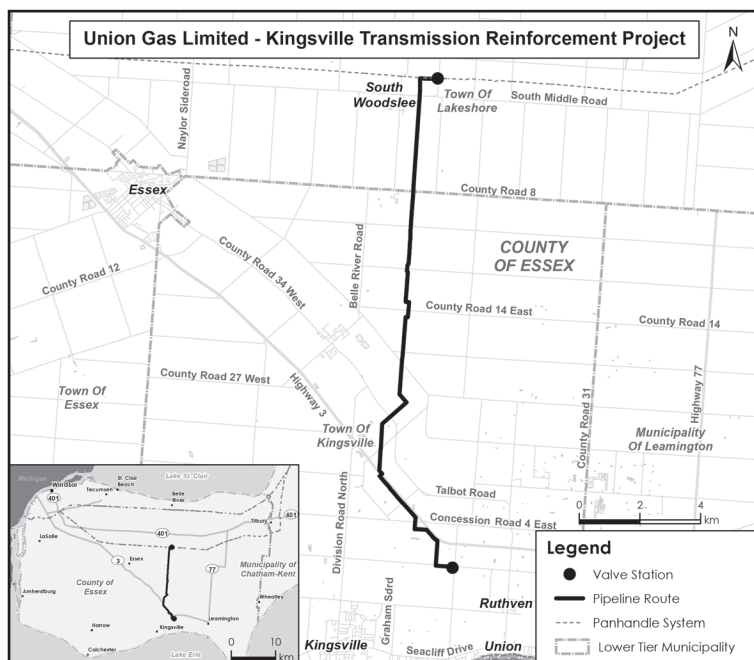 Union Gas Limited - Kingsville Transmission Reinforcement Project
N
South
Woodslee
Town Of
Lakeshore
South Middle Road
Naylor Sideroad
Essex
County Road 8
County Road 34 West
Belle River Road
COUNTY
OF ESSEX
County Road 12
County Road 14 East
County Road 14
County Road 27 West
Highway 3
Town Of
Essex
Town Of
Kingsville
County Road 31
Highway 77
Municipality
Of Leamington
Talbot Road
Concession Road 4 East
Division Road North
Graham Sdrd
Ruthven
Kingsville
Seacliff Drive
Union
0 2 4
km
Michigan
Lake St. Clair
Windsor
401
Tecumseh
St. Clair
Beach
Belle
River
401
Tilbury
401
LaSalle
3
Essex
77
Municipality of
Chatham-Kent
County of
Essex
Amherstburg
Wheatley
Harrow
Kingsville
Leamington
Colchester
Lake Erie
0 10
km
Legend
Valve Station
Pipeline Route
Panhandle System
Lower Tier Municipality